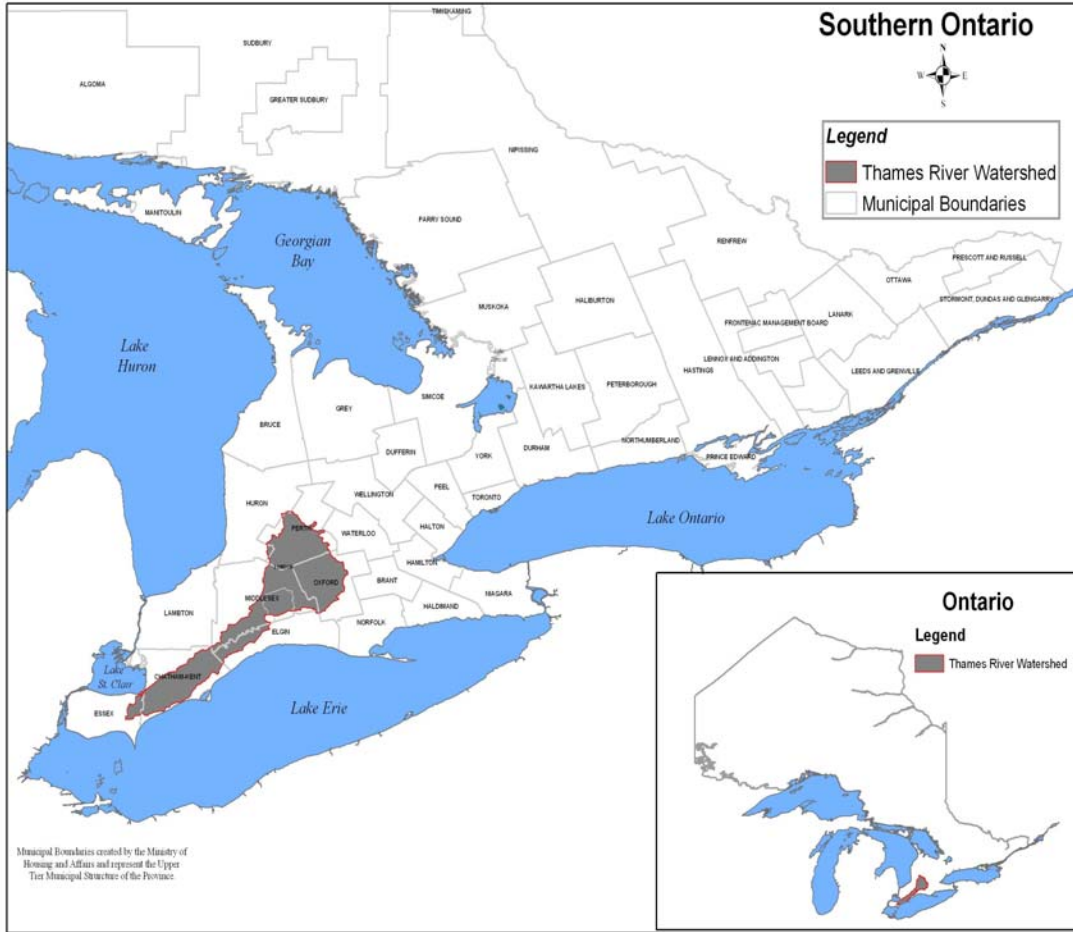 Southern Ontario
N
W E
S
Legend
Thames River Watershed
Municipal Boundaries
TIMISKAMING
SUDBURY
ALGOMA
GREATER SUDBURY
NIPISSING
MANITOULIN
PARRY SOUND
Georgian
Bay
RENFREW
PRESCOTT AND RUSSELL
OTTAWA
STORMONT, DUNDAS AND GLENGARRY
MUSKOKA
HALIBURTON
LANARK
FRONTENAC MANAGEMENT BOARD
Lake
Huron
LENNOX AND ADDINGTON
HASTINGS
LEEDS AND GRENVILLE
KAWARTHA LAKES
PETERBOROUGH
SIMCOE
GREY
BRUCE
NORTHUMBERLAND
DURHAM
DUFFERIN
YORK
PRINCE EDWARD
PEEL
WELLINGTON
TORONTO
HURON
Lake Ontario
PERTH
WATERLOO
HALTON
HAMILTON
OXFORD
BRANT
NIAGARA
MIDDLESEX
HALDIMAND
LAMBTON
NORFOLK
ELGIN
Lake
St. Clair
CHATHAM-KENT
ESSEX
Lake Erie
Municipal Boundaries created by the Ministry of
Housing and Affairs and represent the Upper
Tier Municipal Strurcture of the Province
Ontario
Legend
Thames River Watershed